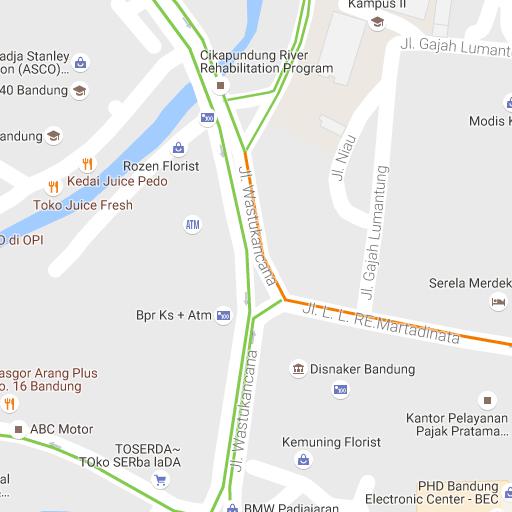 Kampus II
Jl. Gajah Lumant
adja Stanley
on (ASCO)...
Cikapundung River
Rehabilitation Program
40 Bandung
Modis K
andung
Rozen Florist
Kedai Juice Pedo
Toko Juice Fresh
Jl. Niau
Jl. Gajah Lumantung
Jl. Wastukancana
ATM
O di OPI
Serela Merdek
Bpr Ks + Atm
Jl. L. L. RE.Martadinata
Jl. Wastukancana
Disnaker Bandung
asgor Arang Plus
o. 16 Bandung
Kantor Pelayanan
Pajak Pratama...
ABC Motor
Kemuning Florist
TOSERDA~
TOko SERba laDA
al
PHD Bandung
Electronic Center - BEC
BMW Padjajaran